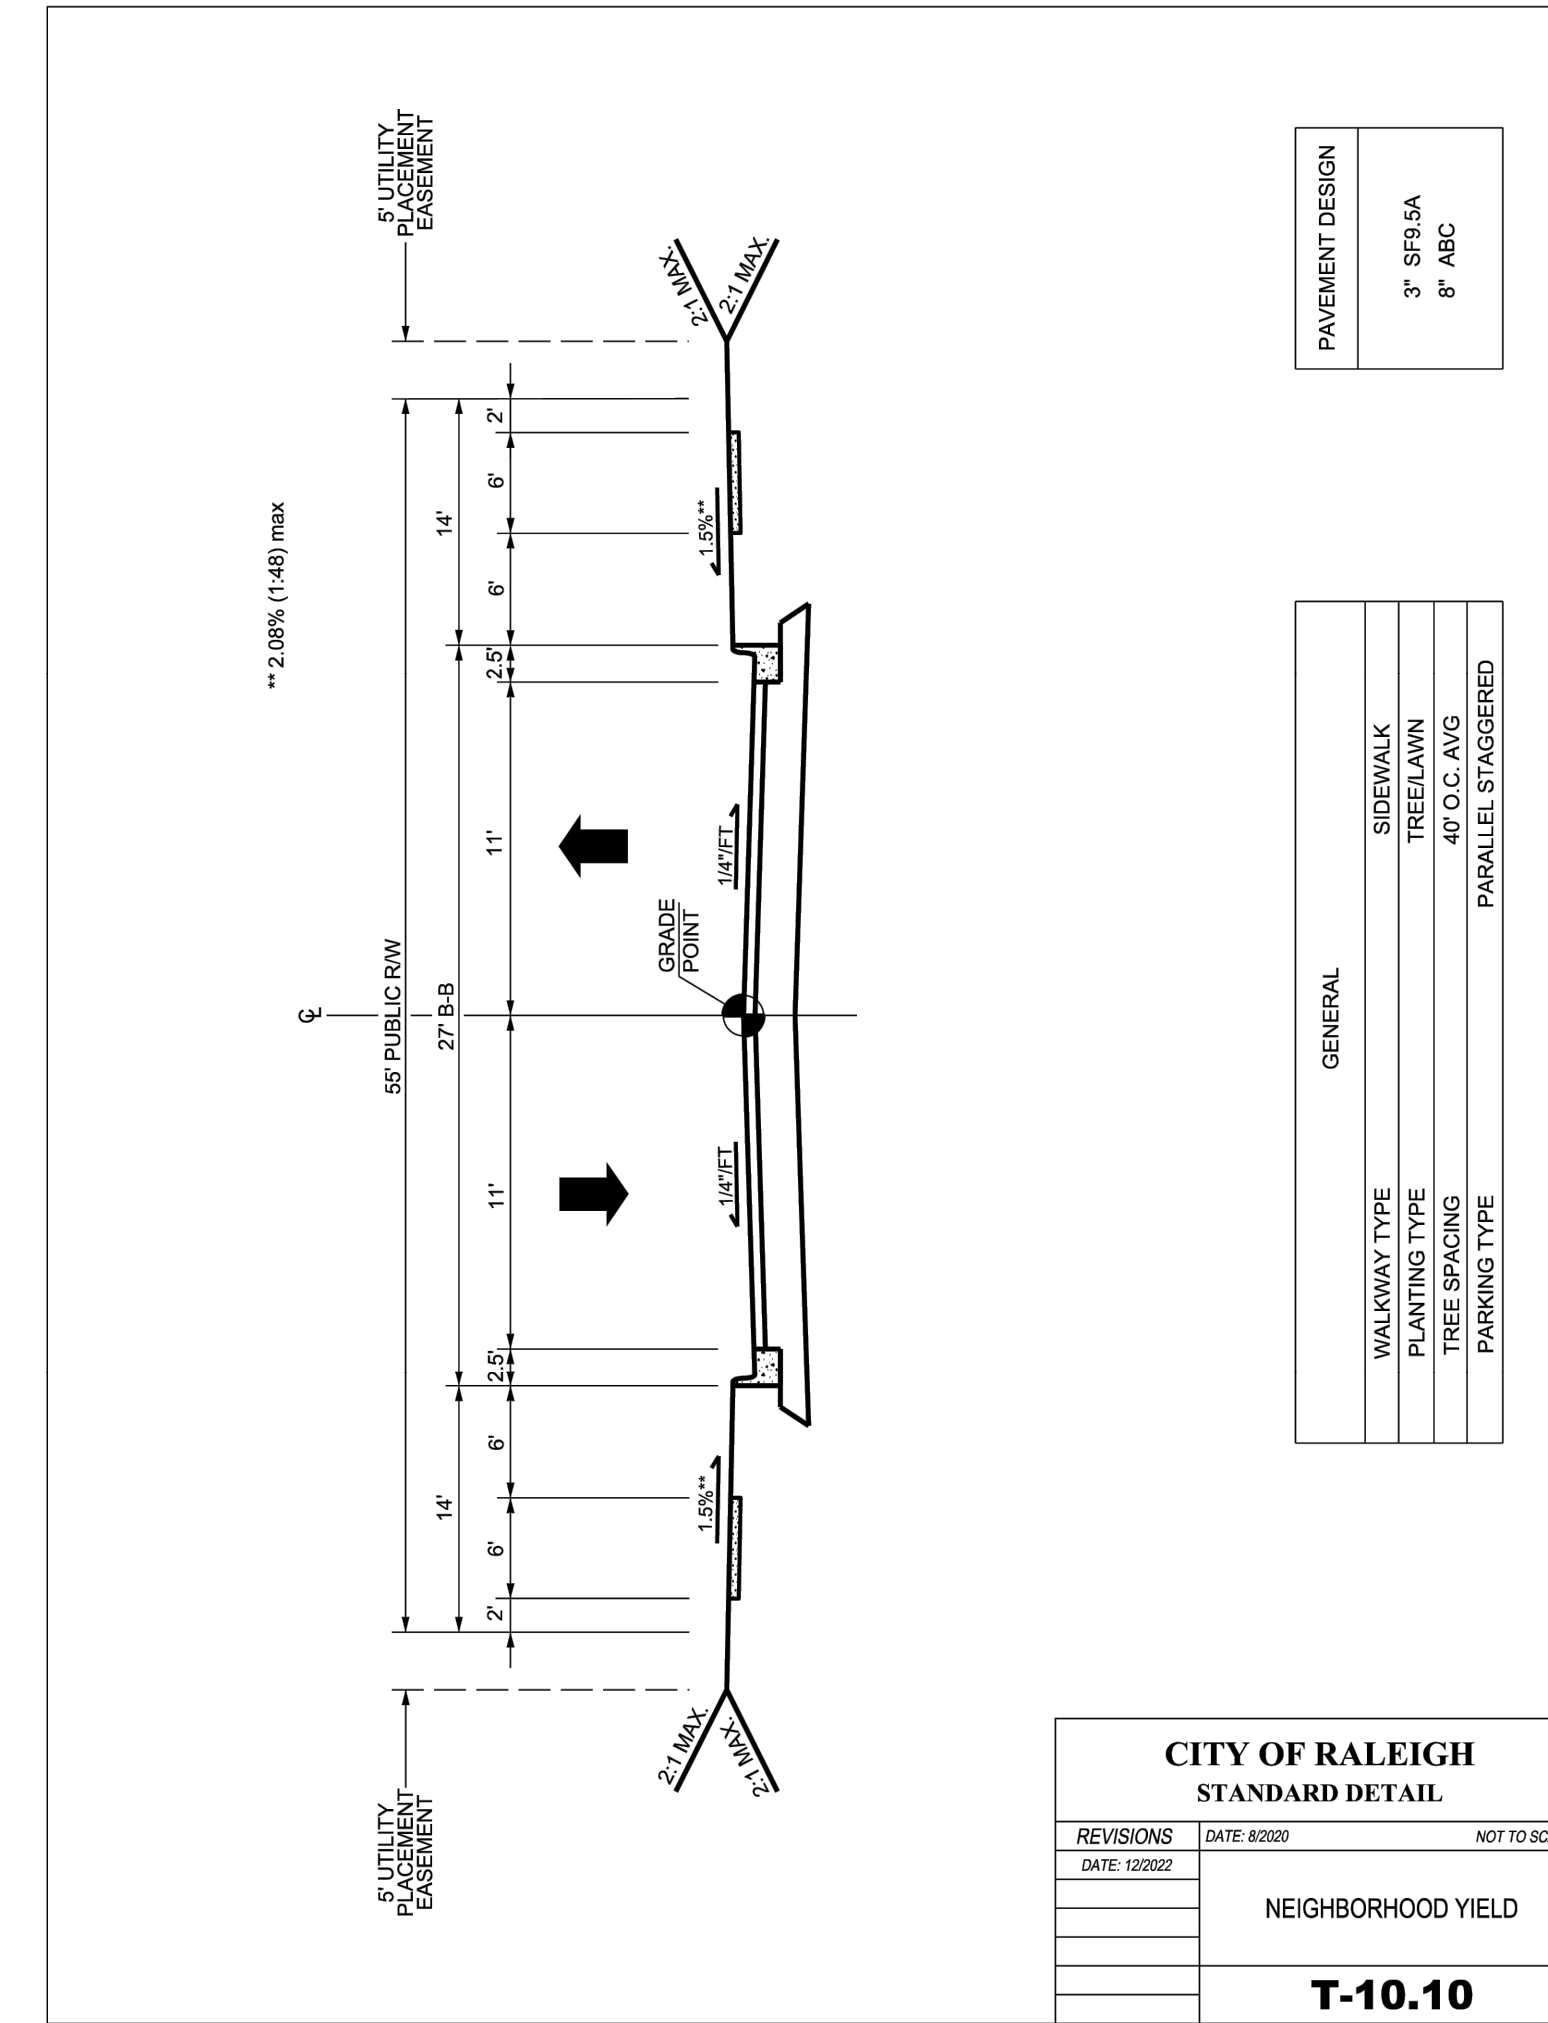 ** 2.08% (1:48) max
5' UTILITY
PLACEMENT
EASEMENT
5' UTILITY
PLACEMENT
EASEMENT
CL
55' PUBLIC R/W
14'
27' B-B
14'
2'
6'
6'
2.5'
11'
11'
2.5'
6'
6'
2'
2:1 MAX.
2:1 MAX.
1.5%**
1/4"/FT
GRADE
POINT
1/4"/FT
1.5%**
2:1 MAX.
2:1 MAX.
GENERAL
WALKWAY TYPE SIDEWALK
PLANTING TYPE TREE/LAWN
TREE SPACING 40' O.C. AVG
PARKING TYPE PARALLEL STAGGERED
PAVEMENT DESIGN
3" SF9.5A
8" ABC
CITY OF RALEIGH
STANDARD DETAIL
REVISIONS DATE: 8/2020 NOT TO SC
DATE: 12/2022
NEIGHBORHOOD YIELD
T-10.10